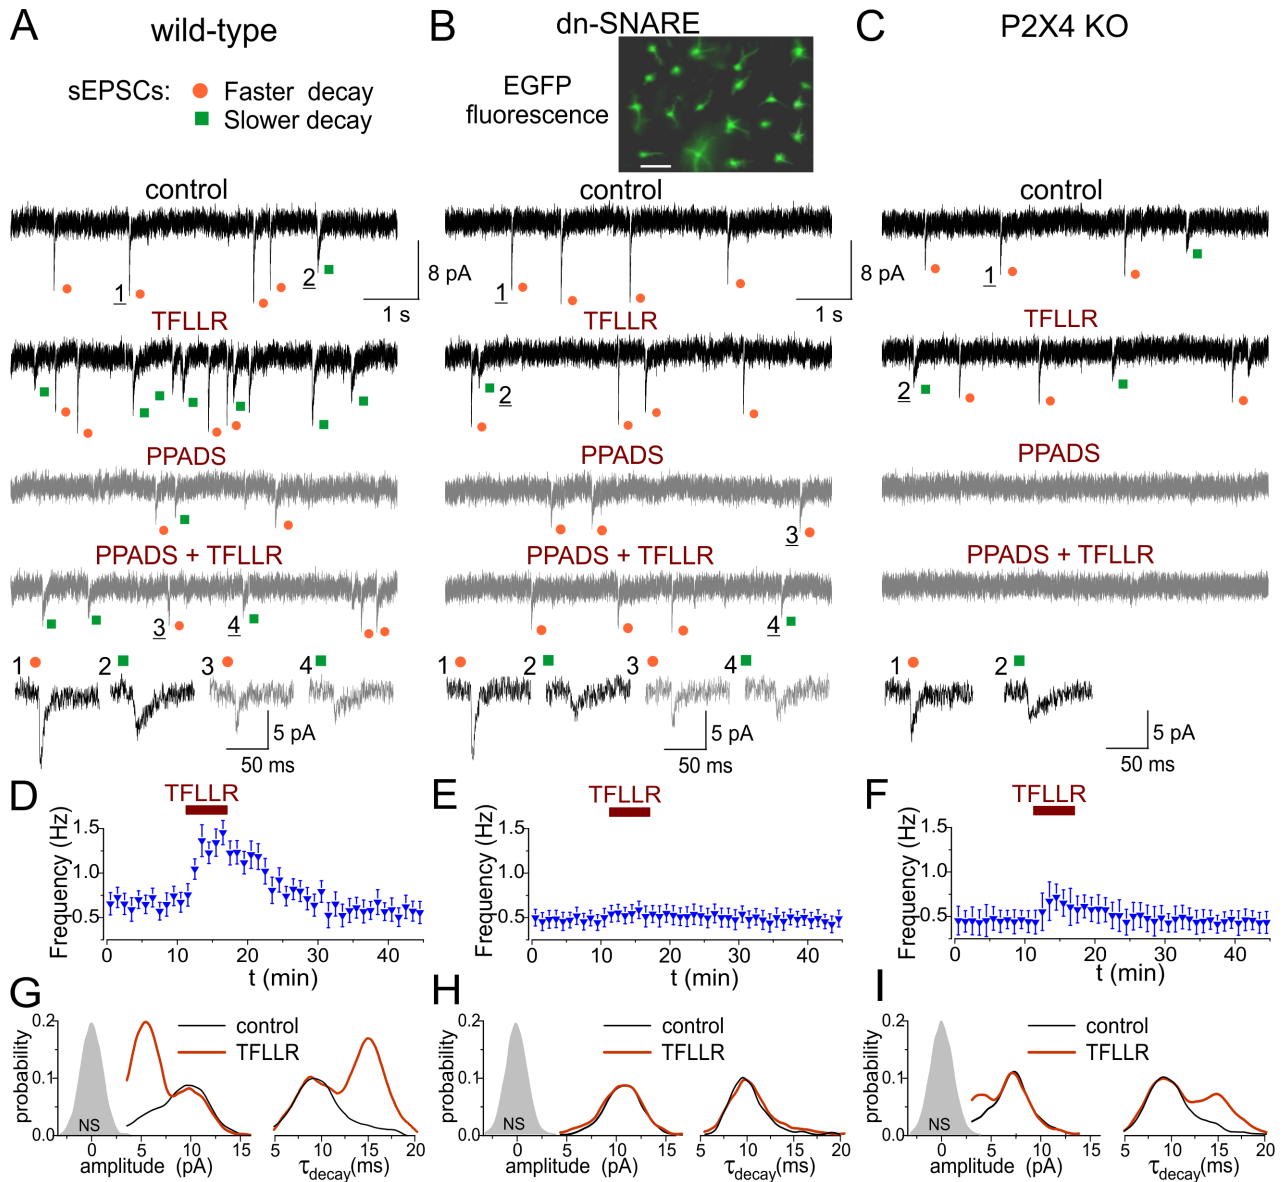 A wild-type
sEPSCs: Faster decay
Slower decay
control
1 2
8 pA
1 s
TFLLR
PPADS
PPADS + TFLLR
3 4
1 2 3 4
5 pA
50 ms
B dn-SNARE
EGFP
fluorescence
control
1
8 pA
1 s
TFLLR
2
PPADS
3
PPADS + TFLLR
4
1 2 3 4
5 pA
50 ms
C P2X4 KO
control
1
TFLLR
2
PPADS
PPADS + TFLLR
1 2
5 pA
50 ms
D
TFLLR
Frequency (Hz)
1.5
1.0
0.5
0 10 20 30 40
t (min)
E
TFLLR
Frequency (Hz)
1.5
1.0
0.5
0 10 20 30 40
t (min)
F
TFLLR
Frequency (Hz)
1.5
1.0
0.5
0 10 20 30 40
t (min)
G
probability
0.2
0.1
0.0
NS
control
TFLLR
0 5 10 15
amplitude (pA)
5 10 15 20
τdecay(ms)
H
probability
0.2
0.1
0.0
NS
control
TFLLR
0 5 10 15
amplitude (pA)
5 10 15 20
τdecay(ms)
I
probability
0.2
0.1
0.0
NS
control
TFLLR
0 5 10 15
amplitude (pA)
5 10 15 20
τdecay(ms)